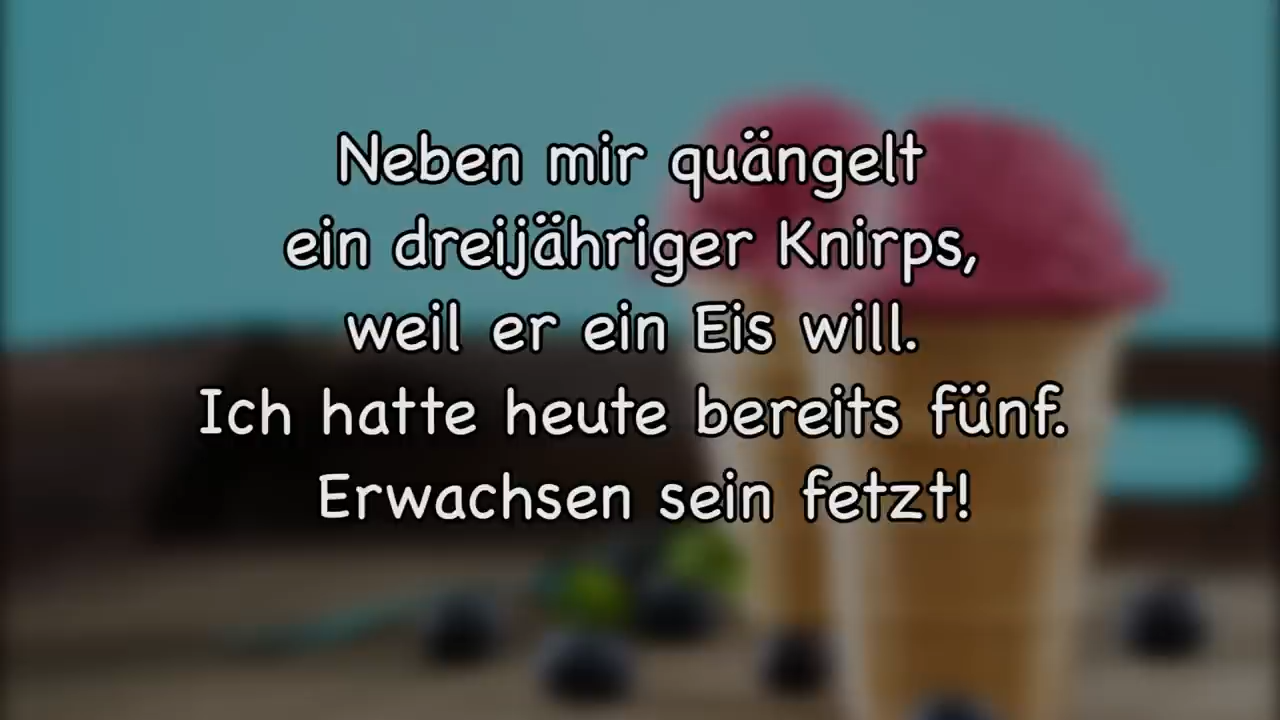 Neben mir quängelt
ein dreijähriger Knirps,
weil er ein Eis will.
Ich hatte heute bereits fünf.
Erwachsen sein fetzt!